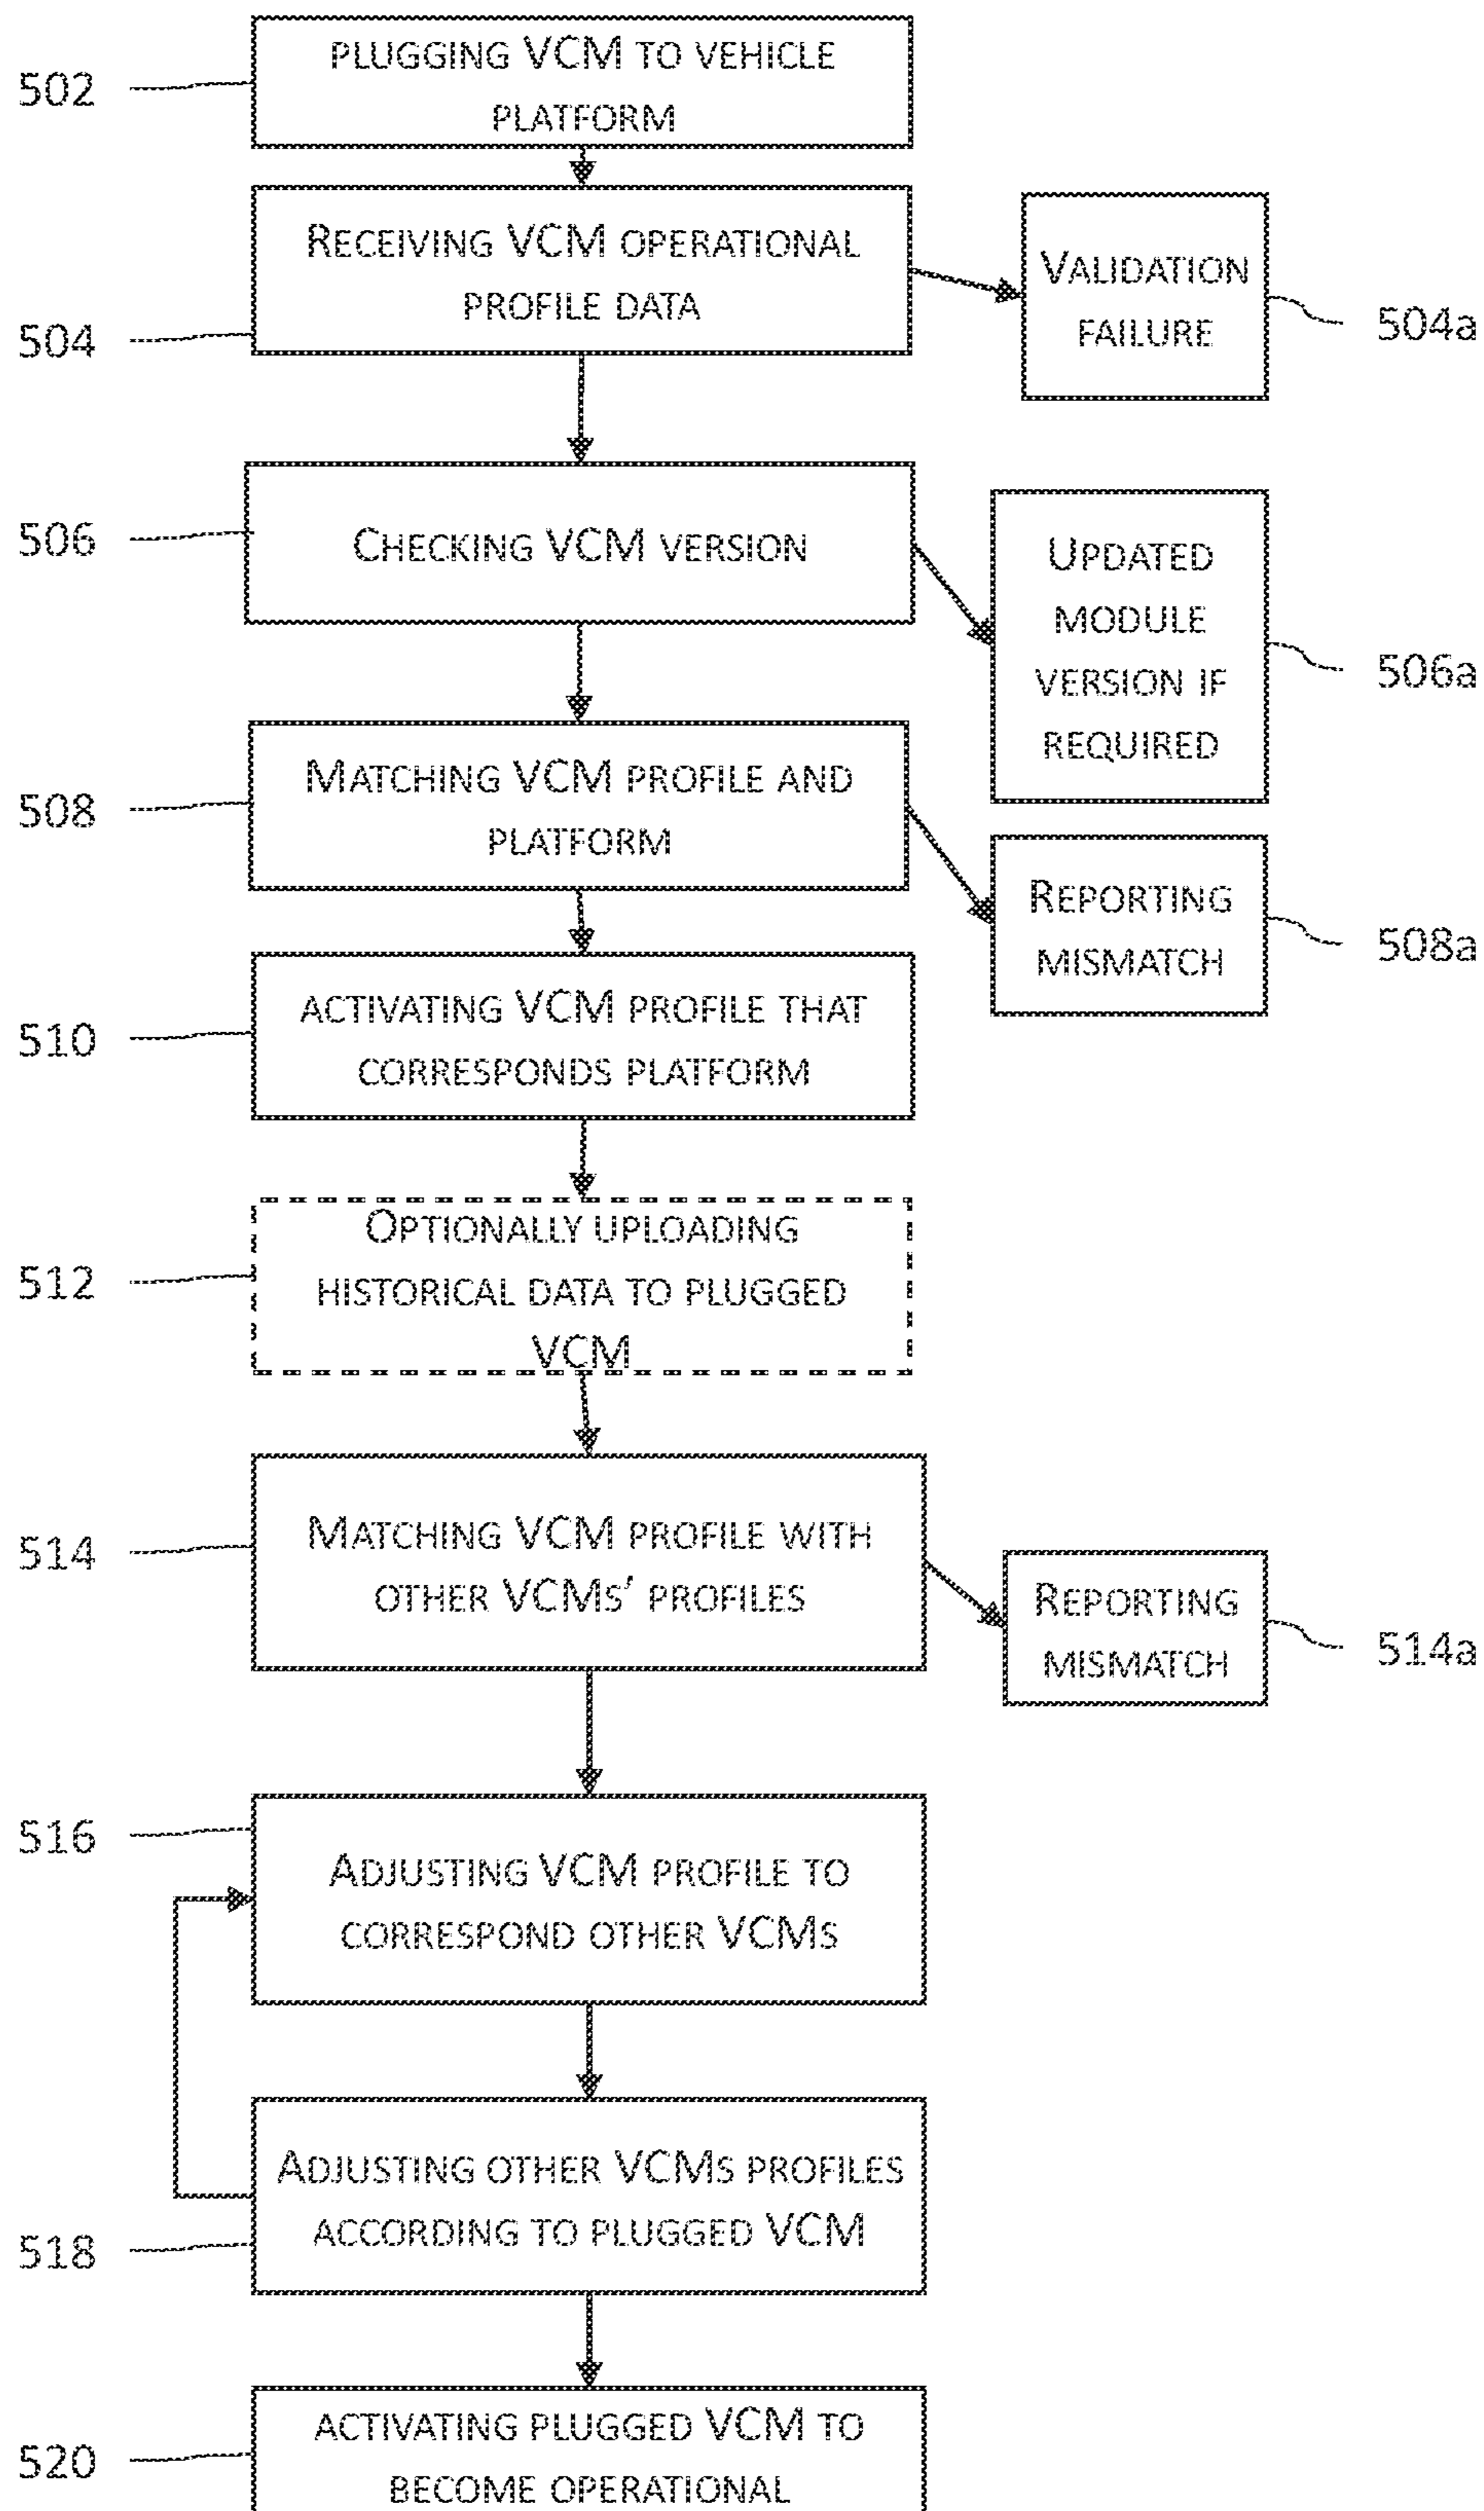 502
PLUGGING VCM TO VEHICLE
PLATFORM
504
RECEIVING VCM OPERATIONAL
PROFILE DATA
VALIDATION
FAILURE
504a
506
CHECKING VCM VERSION
UPDATED
MODULE
VERSION IF
REQUIRED
506a
508
MATCHING VCM PROFILE AND
PLATFORM
REPORTING
MISMATCH
508a
510
ACTIVATING VCM PROFILE THAT
CORRESPONDS PLATFORM
512
OPTIONALLY UPLOADING
HISTORICAL DATA TO PLUGGED
VCM
514
MATCHING VCM PROFILE WITH
OTHER VCMS' PROFILES
REPORTING
MISMATCH
514a
516
ADJUSTING VCM PROFILE TO
CORRESPOND OTHER VCMS
518
ADJUSTING OTHER VCMS PROFILES
ACCORDING TO PLUGGED VCM
520
ACTIVATING PLUGGED VCM TO
BECOME OPERATIONAL